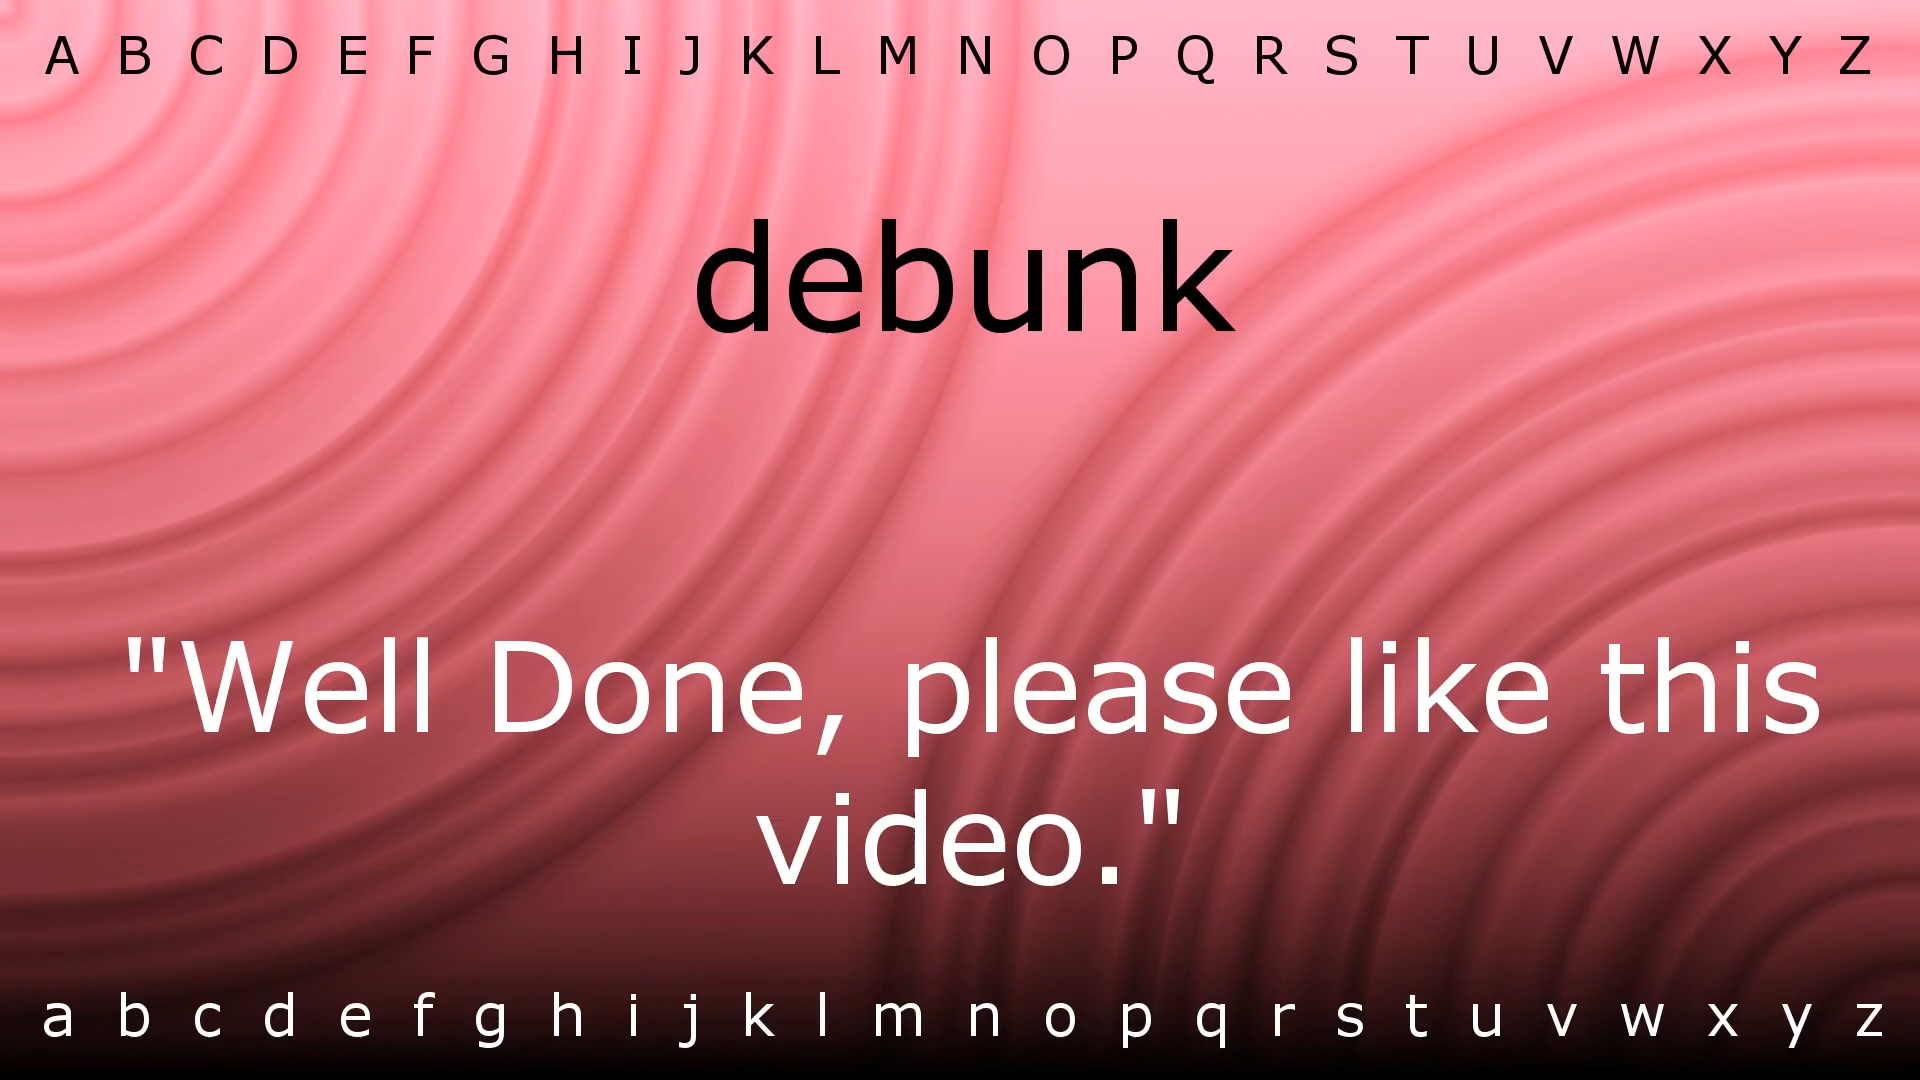 A B C D E F G H I J K L M N O P Q R S T U V W X Y Z
debunk
"Well Done, please like this
video."
a b c d e f g h i j k l m n o p q r s t u v w x y z